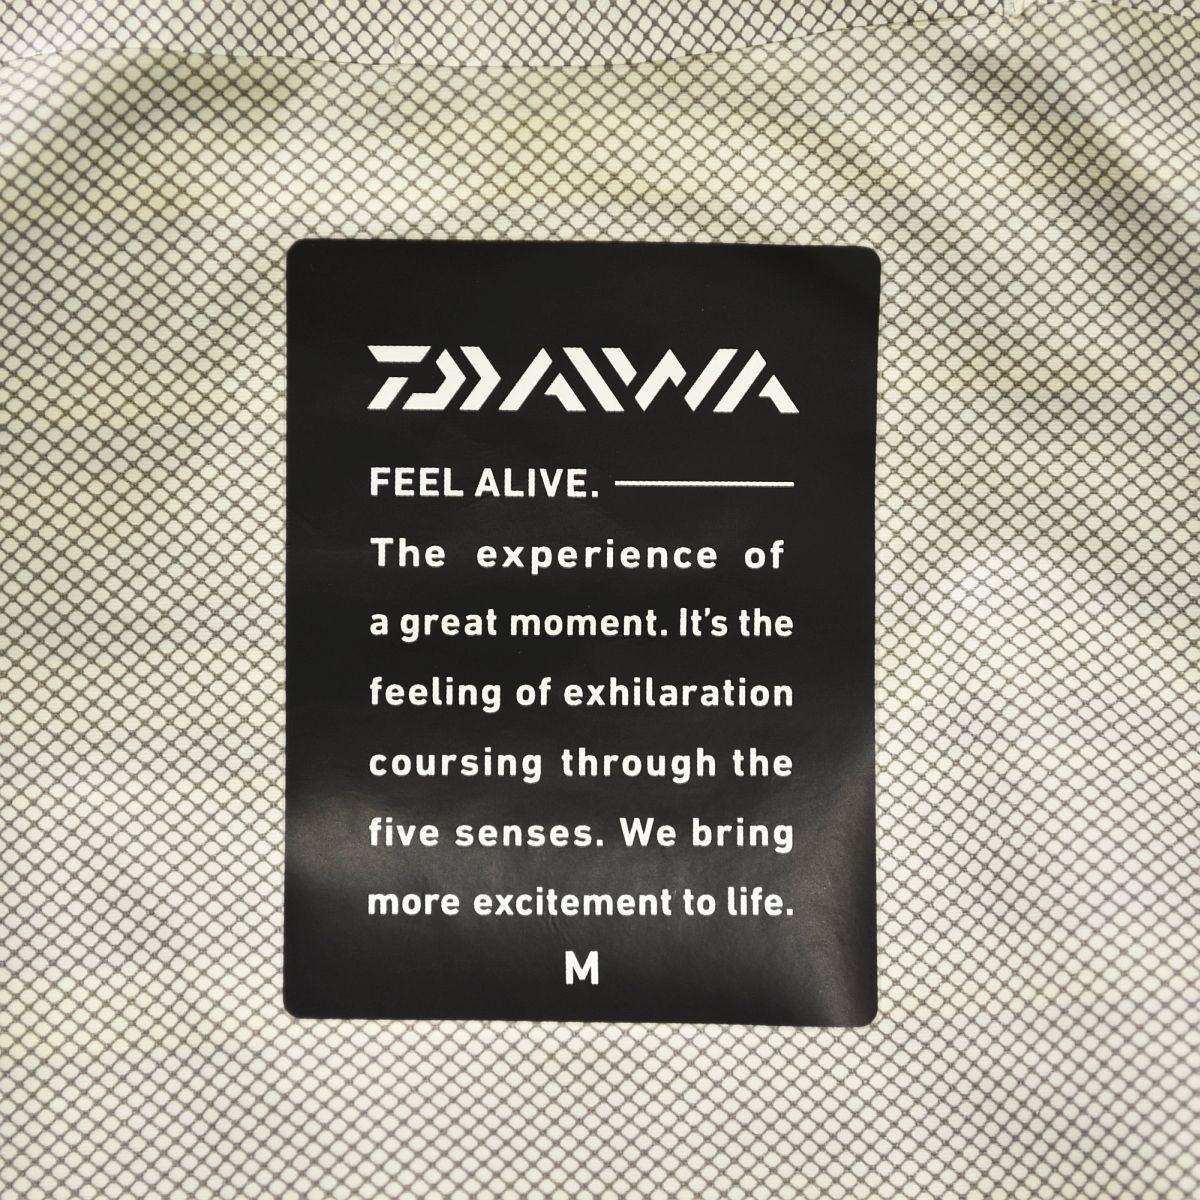 DAIWA
FEEL ALIVE.
The experience of
a great moment. It's the
feeling of exhilaration
coursing through the
five senses. We bring
more excitement to life.
M